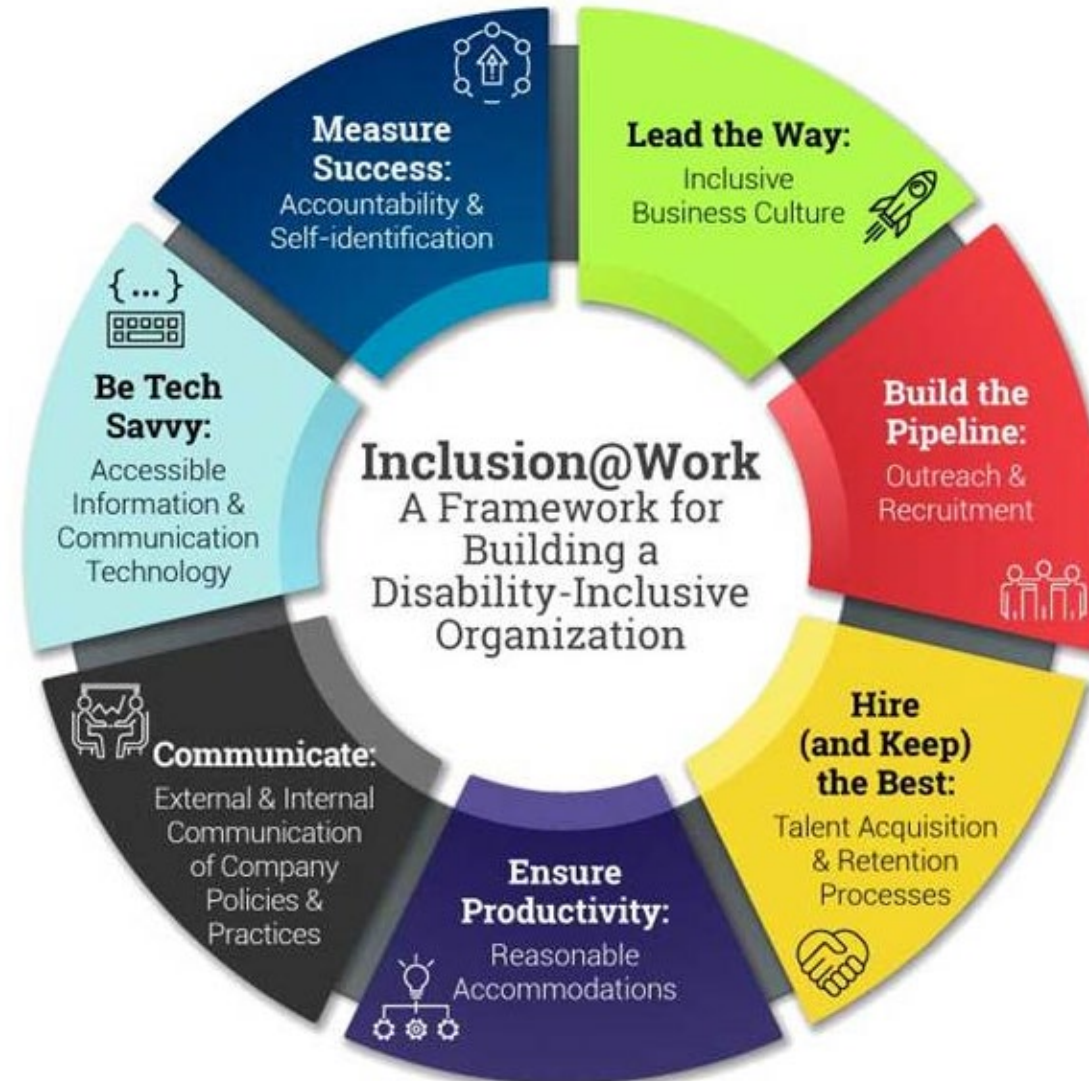 Inclusion@Work
A Framework for
Building a
Disability-Inclusive
Organization
Lead the Way:
Inclusive
Business Culture
Build the
Pipeline:
Outreach &
Recruitment
Hire
(and Keep)
the Best:
Talent Acquisition
& Retention
Processes
Ensure
Productivity:
Reasonable
Accommodations
Communicate:
External & Internal
Communication
of Company
Policies &
Practices
Be Tech
Savvy:
Accessible
Information &
Communication
Technology
{...}
Measure
Success:
Accountability &
Self-identification